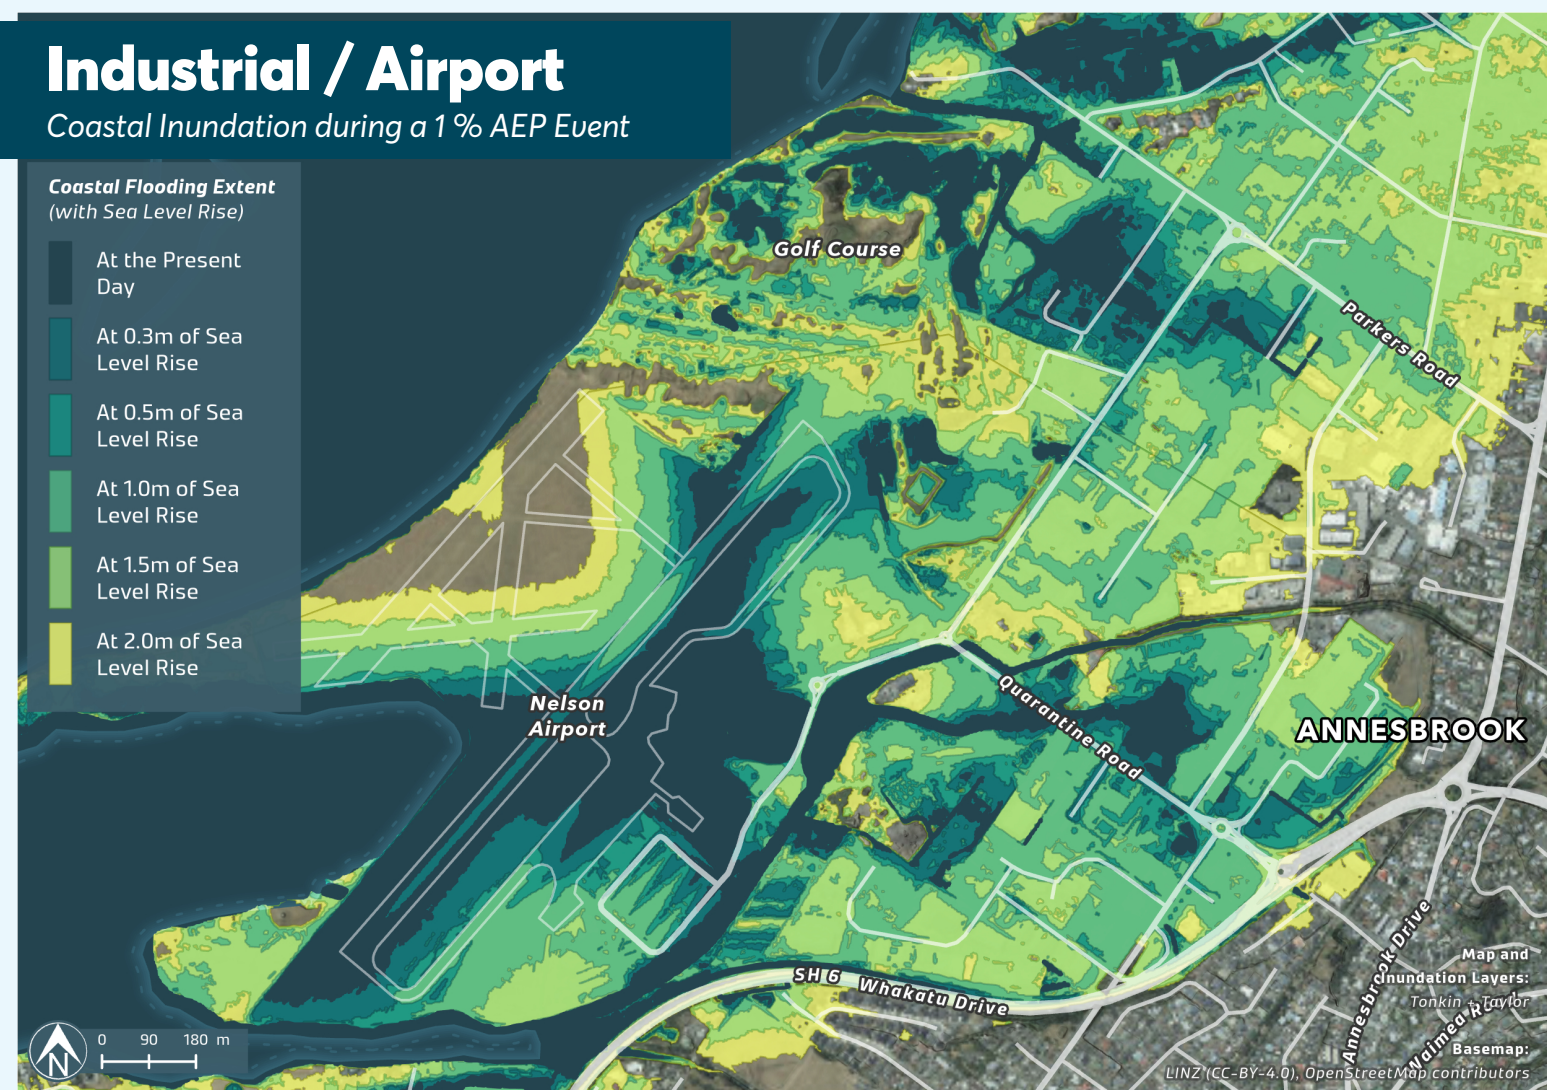 Industrial / Airport
Coastal Inundation during a 1 % AEP Event
Coastal Flooding Extent
(with Sea Level Rise)
At the Present
Day
At 0.3m of Sea
Level Rise
At 0.5m of Sea
Level Rise
At 1.0m of Sea
Level Rise
At 1.5m of Sea
Level Rise
At 2.0m of Sea
Level Rise
Golf Course
Parkers Road
Nelson
Airport
Quarantine Road
ANNESBROOK
SH 6 Whakatu Drive
Annesbrook Drive
Waimea Road
Map and
Inundation Layers:
Tonkin + Taylor
Basemap:
LINZ (CC-BY-4.0), OpenStreetMap contributors
N
0 90 180 m